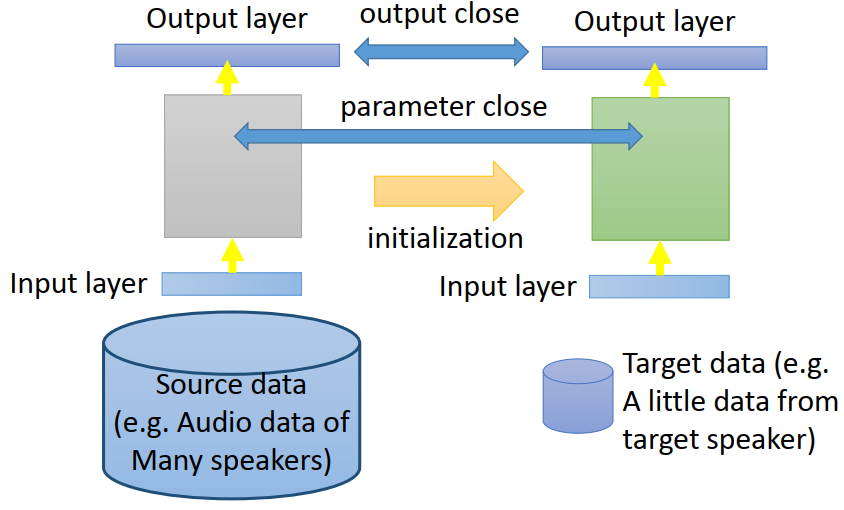 Output layer
output close
Output layer
parameter close
initialization
Input layer
Input layer
Source data
(e.g. Audio data of
Many speakers)
Target data (e.g.
A little data from
target speaker)